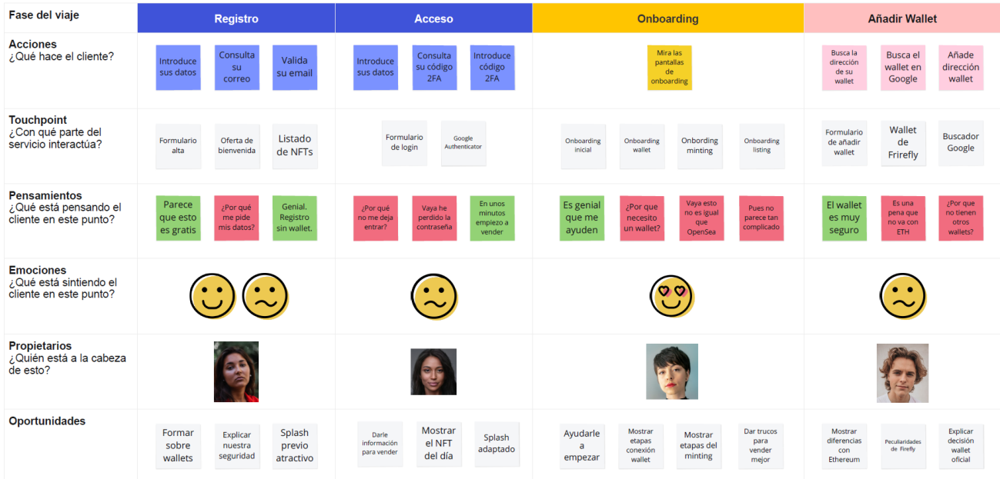 Fase del viaje
Registro
Acceso
Onboarding
Añadir Wallet
Acciones
¿Qué hace el cliente?
Introduce
sus datos
Consulta
su
correo
Valida
su email
Introduce
sus datos
Consulta
su código
2FA
Introduce
código
2FA
Mira las
pantallas
de
onboarding
Busca la
dirección
de su
wallet
Busca el
wallet en
Google
Añade
dirección
wallet
Touchpoint
¿Con qué parte del
servicio interactúa?
Formulario
alta
Oferta de
bienvenida
Listado
de NFTs
Formulario
de login
Google
Authenticator
Onboarding
inicial
Onboarding
wallet
Onbording
minting
Onboarding
listing
Formulario
de añadir
wallet
Wallet
de
Frirefly
Buscador
Google
Pensamientos
¿Qué está pensando el
cliente en este punto?
Parece
que esto
es gratis
¿Por qué
me pide
mis datos?
Genial.
Registro
sin wallet.
¿Por qué
no me deja
entrar?
Vaya he
perdido la
contraseña
En unos
minutos
empiezo a
vender
Es genial
que me
ayuden
¿Por que
necesito
un wallet?
Vaya esto
no es igual
que
OpenSea
Pues no
parece tan
complicado
El wallet
es muy
seguro
Es una
pena que
no va con
ETH
¿Por que
no tienen
otros
wallets?
Emociones
¿Qué está sintiendo el
cliente en este punto?
Propietarios
¿Quién está a la cabeza
de esto?
Oportunidades
Formar
sobre
wallets
Explicar
nuestra
seguridad
Splash
previo
atractivo
Darle
información
para vender
Mostrar
el NFT
del día
Splash
adaptado
Ayudarle
a
empezar
Mostrar
etapas
conexión
wallet
Mostrar
etapas del
minting
Dar trucos
para
vender
mejor
Mostrar
diferencias
con
Ethereum
Peculiaridades
de Firefly
Explicar
decisión
wallet
oficial